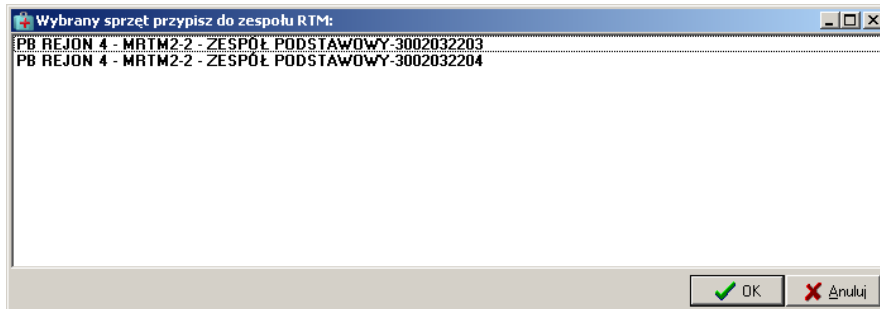 Wybrany sprzęt przypisz do zespołu RTM:
PB REJON 4 - MRTM2-2 - ZESPÓŁ PODSTAWOWY-3002032203
PB REJON 4 - MRTM2-2 - ZESPÓŁ PODSTAWOWY-3002032204
OK Anuluj